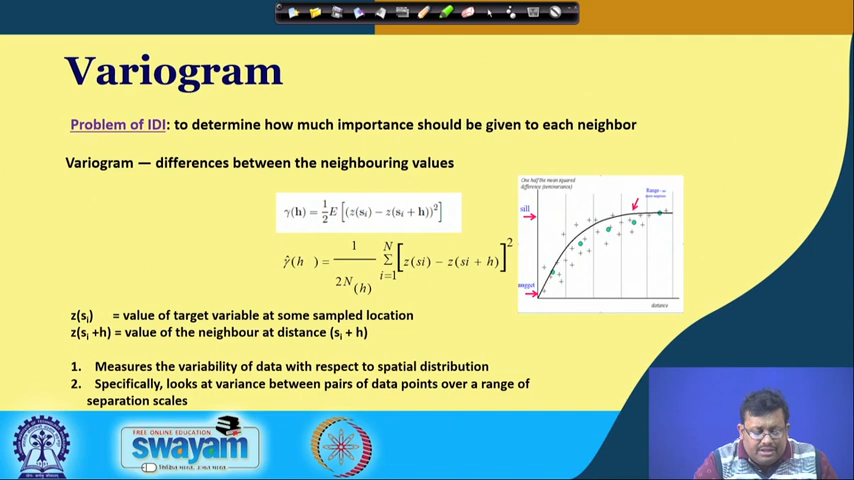 Variogram
Problem of IDI: to determine how much importance should be given to each neighbor
Variogram — differences between the neighbouring values
γ(h) = 1/2 E [(z(sᵢ) − z(sᵢ + h))²]
γ̂(h ) = 1/2N(h) Σ i=1 N [z(si) − z(si + h)]²
One half the mean squared
difference (semivariance)
Range
sill
nugget
distance
z(sᵢ) = value of target variable at some sampled location
z(sᵢ +h) = value of the neighbour at distance (sᵢ + h)
1. Measures the variability of data with respect to spatial distribution
2. Specifically, looks at variance between pairs of data points over a range of
separation scales
FREE ONLINE EDUCATION
swayam